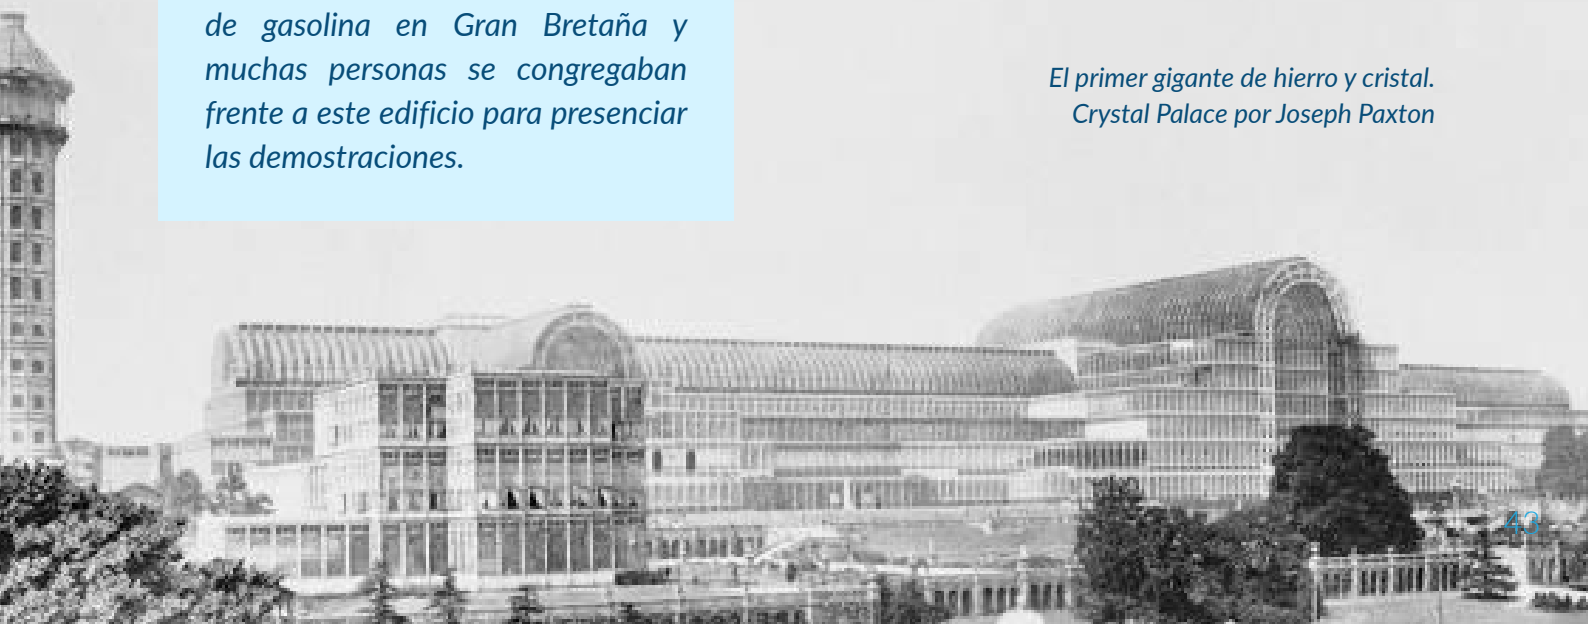 de gasolina en Gran Bretaña y
muchas personas se congregaban
frente a este edificio para presenciar
las demostraciones.
El primer gigante de hierro y cristal.
Crystal Palace por Joseph Paxton
43